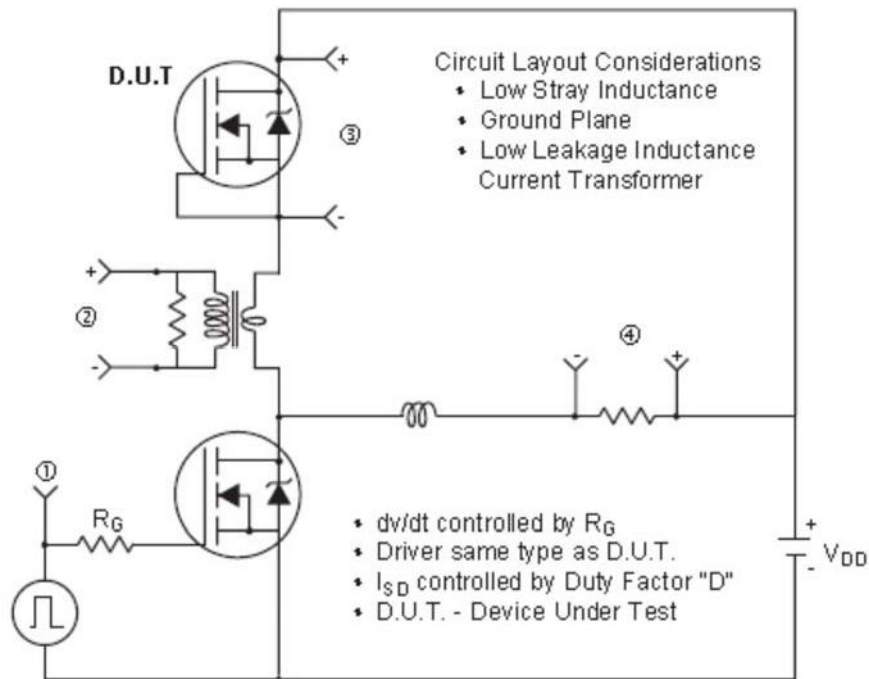 D.U.T
+
③
-
Circuit Layout Considerations
• Low Stray Inductance
• Ground Plane
• Low Leakage Inductance
Current Transformer
+
②
-
④
- +
①
RG
• dv/dt controlled by RG
• Driver same type as D.U.T.
• ISD controlled by Duty Factor "D"
• D.U.T. - Device Under Test
+
VDD
-